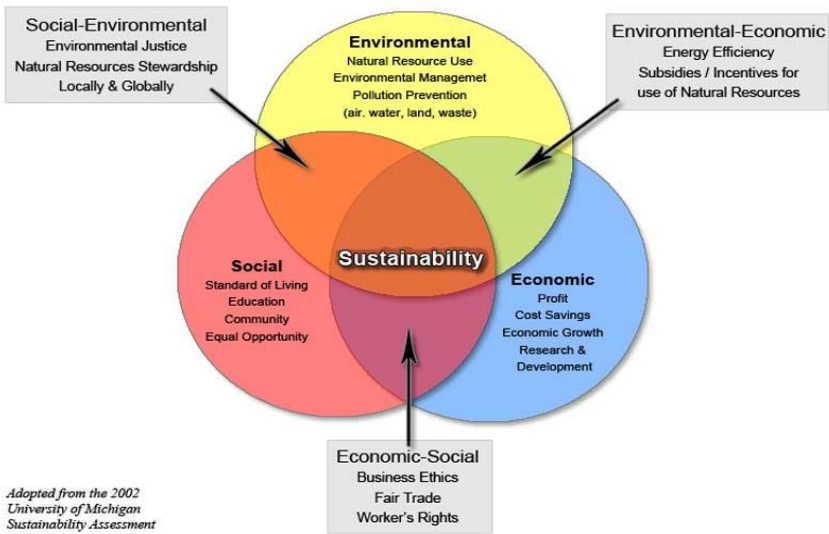 Social-Environmental
Environmental Justice
Natural Resources Stewardship
Locally & Globally
Environmental
Natural Resource Use
Environmental Managemet
Pollution Prevention
(air. water, land, waste)
Environmental-Economic
Energy Efficiency
Subsidies / Incentives for
use of Natural Resources
Sustainability
Social
Standard of Living
Education
Community
Equal Opportunity
Economic
Profit
Cost Savings
Economic Growth
Research &
Development
Economic-Social
Business Ethics
Fair Trade
Worker's Rights
Adopted from the 2002
University of Michigan
Sustainability Assessment